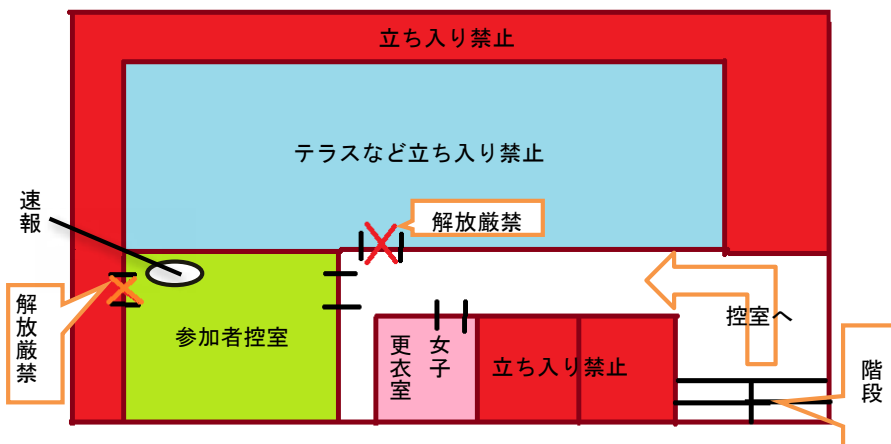 立ち入り禁止
テラスなど立ち入り禁止
速報
解放厳禁
解放厳禁
参加者控室
控室へ
女子
更衣室
立ち入り禁止
階段